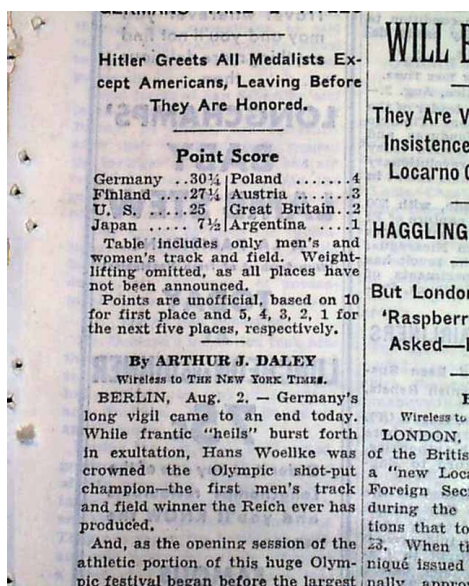 Hitler Greets All Medalists Ex-
cept Americans, Leaving Before
They Are Honored.
Point Score
Germany ..30¼ Poland .......4
Finland ....27¼ Austria .......3
U. S. .....25 Great Britain..2
Japan ..... 7½ Argentina ....1
Table includes only men's and
women's track and field. Weight-
lifting omitted, as all places have
not been announced.
Points are unofficial, based on 10
for first place and 5, 4, 3, 2, 1 for
the next five places, respectively.
By ARTHUR J. DALEY
Wireless to THE NEW YORK TIMES.
BERLIN, Aug. 2. — Germany's
long vigil came to an end today.
While frantic "heils" burst forth
in exultation, Hans Woellke was
crowned the Olympic shot-put
champion—the first men's track
and field winner the Reich ever has
produced.
And, as the opening session of the
athletic portion of this huge Olym-
pic festival began before the largest
WILL
They Are
Insistence
Locarno
HAGGLING
But London
'Raspberr
Asked—
Wireless to
LONDON,
of the Britis
a "new Loca
Foreign Sec
during the
tions that to
23. When th
niqué issued